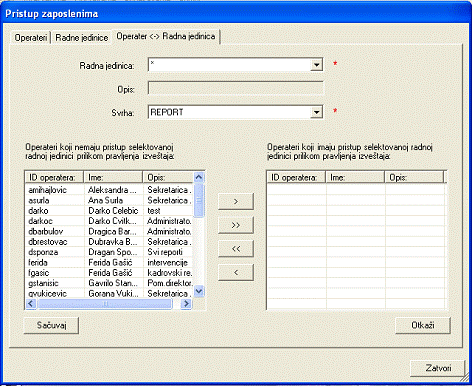 Pristup zaposlenima
Operateri Radne jedinice Operater <-> Radna jedinica
Radna jedinica: * *
Opis:
Svrha: REPORT *
Operateri koji nemaju pristup selektovanoj
radnoj jedinici prilikom pravljenja izveštaja:
Operateri koji imaju pristup selektovanoj radnoj
jedinici prilikom pravljenja izveštaja:
ID operatera: Ime: Opis:
amihajlovic Aleksandra ... Sekretarica .
asurla Ana Surla Sekretarica .
darko Darko Celebic test
darkoc Darko Cvitk... Administrato.
dbarbulov Dragica Bar... Administrato.
dbrestovac Dubravka B... Sekretarica .
dsponza Dragan Spo... Svi reporti
ferida Ferida Gašić intervencije
fgasic Ferida Gašić kadrovski re.
gstanisic Gavilo Stan... Pom.direktor.
gvukicevic Gorana Vuki... Sekretarica .
>
>>
<<
<
ID operatera: Ime: Opis:
Sačuvaj
Otkaži
Zatvori